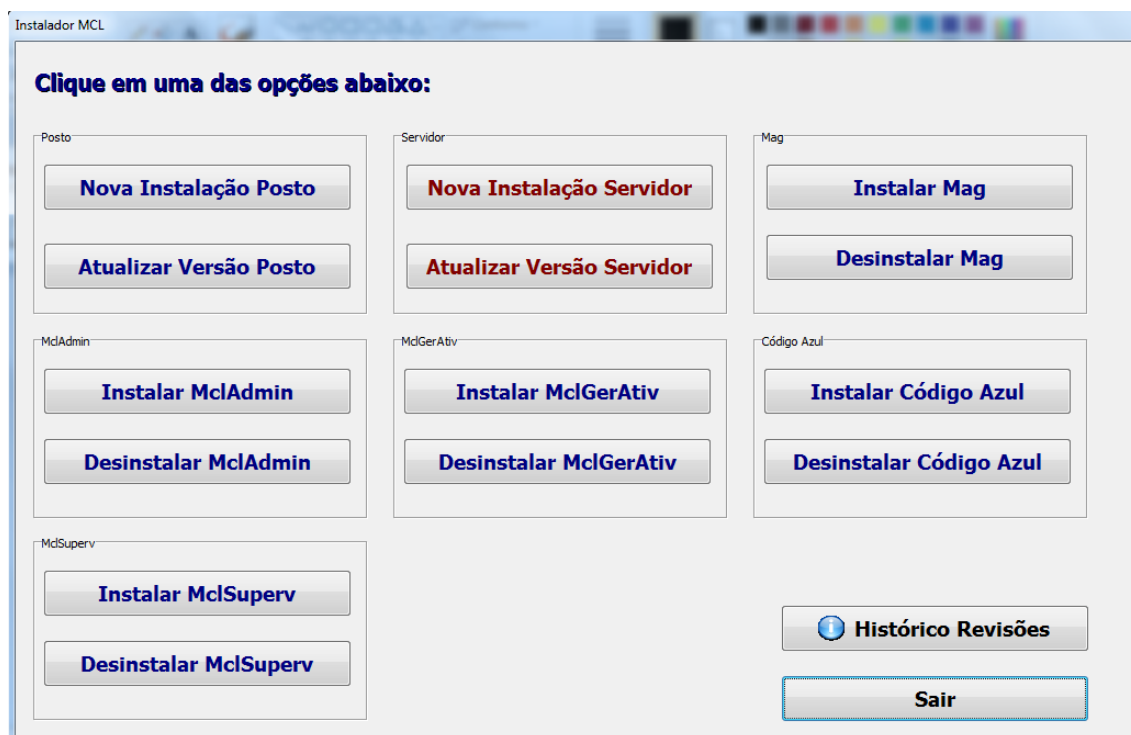 Instalador MCL
Clique em uma das opções abaixo:
Posto
Nova Instalação Posto
Atualizar Versão Posto
Servidor
Nova Instalação Servidor
Atualizar Versão Servidor
Mag
Instalar Mag
Desinstalar Mag
MclAdmin
Instalar MclAdmin
Desinstalar MclAdmin
MclGerAtiv
Instalar MclGerAtiv
Desinstalar MclGerAtiv
Código Azul
Instalar Código Azul
Desinstalar Código Azul
MclSuperv
Instalar MclSuperv
Desinstalar MclSuperv
Histórico Revisões
Sair